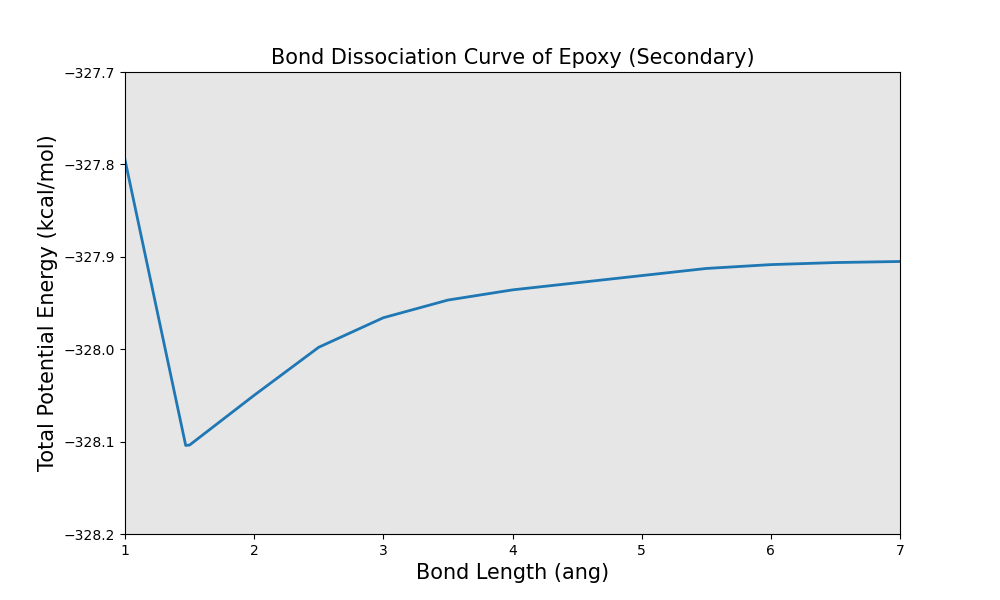 Bond Dissociation Curve of Epoxy (Secondary)
Total Potential Energy (kcal/mol)
−327.7
−327.8
−327.9
−328.0
−328.1
−328.2
1 2 3 4 5 6 7
Bond Length (ang)